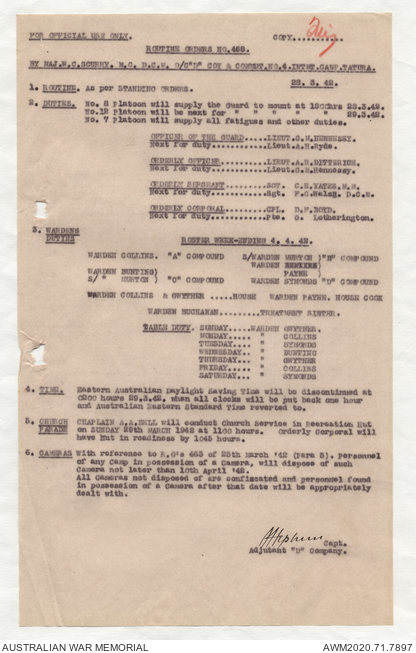 FOR OFFICIAL USE ONLY. COPY..........
ROUTINE ORDERS NO.465.
BY MAJ.W.C.SCURRY. M.C. D.C.M. O/C"D" COY & COMDT.NO.4.INTNT.CAMP.TATURA.
28. 3. 42.
1. ROUTINE. As per STANDING ORDERS.
2. DUTIES. No. 8 Platoon will supply the Guard to mount at 1900hrs 28.3.42.
No.12 Platoon will be next for " " " " 29.3.42.
No. 7 Platoon will supply all fatigues and other duties.
OFFICER OF THE GUARD......LIEUT.G.R.HENNESSY.
Next for duty.............Lieut.A.H.Ryde.
ORDERLY OFFICER...........LIEUT.A.H.DITTERICH.
Next for duty.............Lieut.G.R.Hennessy.
ORDERLY SERGEANT..........SGT. C.E.YATES.M.M.
Next for duty.............Sgt. F.G.Walsh. D.C.M.
ORDERLY CORPORAL..........CPL. D.F.BOYD.
Next for duty.............Pte. G. Letherington.
3. WARDENS DUTIES
ROSTER WEEK-ENDING 4. 4. 42.
WARDEN COLLINS. "A" COMPOUND S/WARDEN MURTON )"B" COMPOUND
WARDEN )
WARDEN BUNTING) PAYNE )
S/ " MURTON ) "C" COMPOUND WARDEN SYMONDS "D" COMPOUND
WARDEN COLLINS & GWYTHER .....HOUSE WARDEN PAYNE. HOUSE COOK
WARDEN BUCHANAN..........TREATMENT SISTER.
TABLE DUTY. SUNDAY.....WARDEN GWYTHER.
MONDAY..... " COLLINS
TUESDAY.... " SYMONDS
WEDNESDAY.. " BUNTING
THURSDAY... " GWYTHER
FRIDAY..... " COLLINS
SATURDAY... " SYMONDS
4. TIME. Eastern Australian Daylight Saving Time will be discontinued at
0200 hours 29.3.42, when all clocks will be put back one hour
and Australian Eastern Standard Time reverted to.
5. CHURCH PARADE CHAPLAIN A.A.BELL will conduct Church Service in Recreation Hut
on SUNDAY 29th MARCH 1942 at 1100 hours. Orderly Corporal will
have Hut in readiness by 1045 hours.
6. CAMERAS With reference to R.O's 463 of 25th March '42 (para 5). personnel
of any Camp in possession of a Camera, will dispose of such
Camera not later than 10th April '42.
All Cameras not disposed of are confiscated and personnel found
in possession of a Camera after that date will be appropriately
dealt with.
Capt.
Adjutant "D" Company.
AUSTRALIAN WAR MEMORIAL AWM2020.71.7897